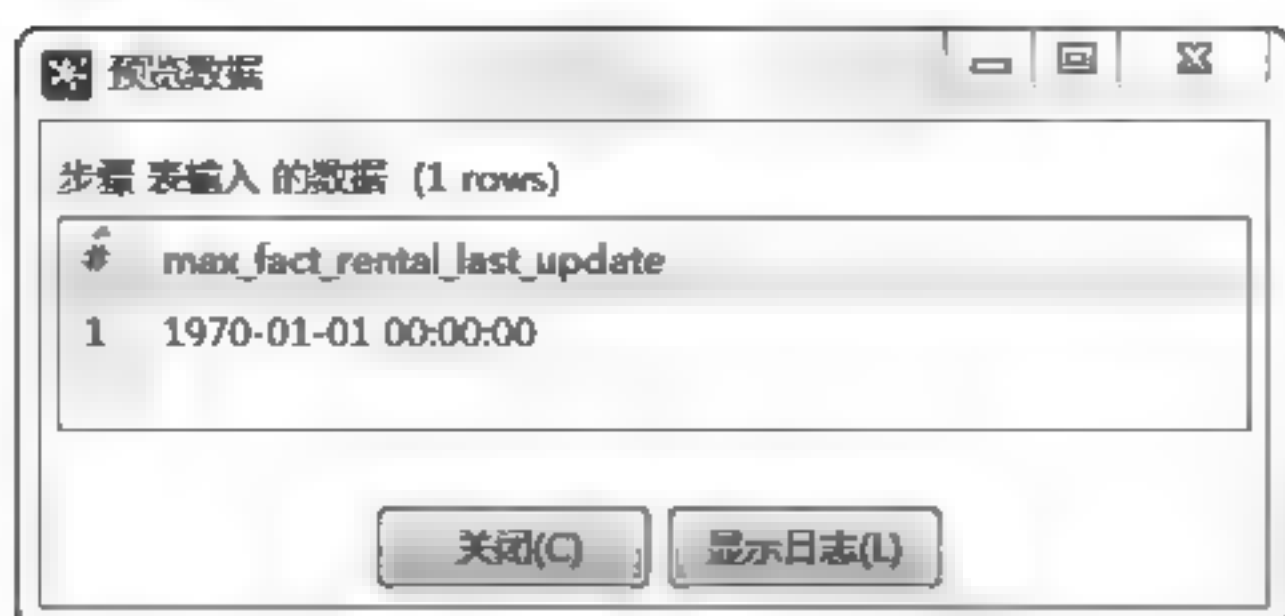 预览数据
步骤 表输入 的数据 (1 rows)
# max_fact_rental_last_update
1 1970-01-01 00:00:00
关闭(C) 显示日志(L)